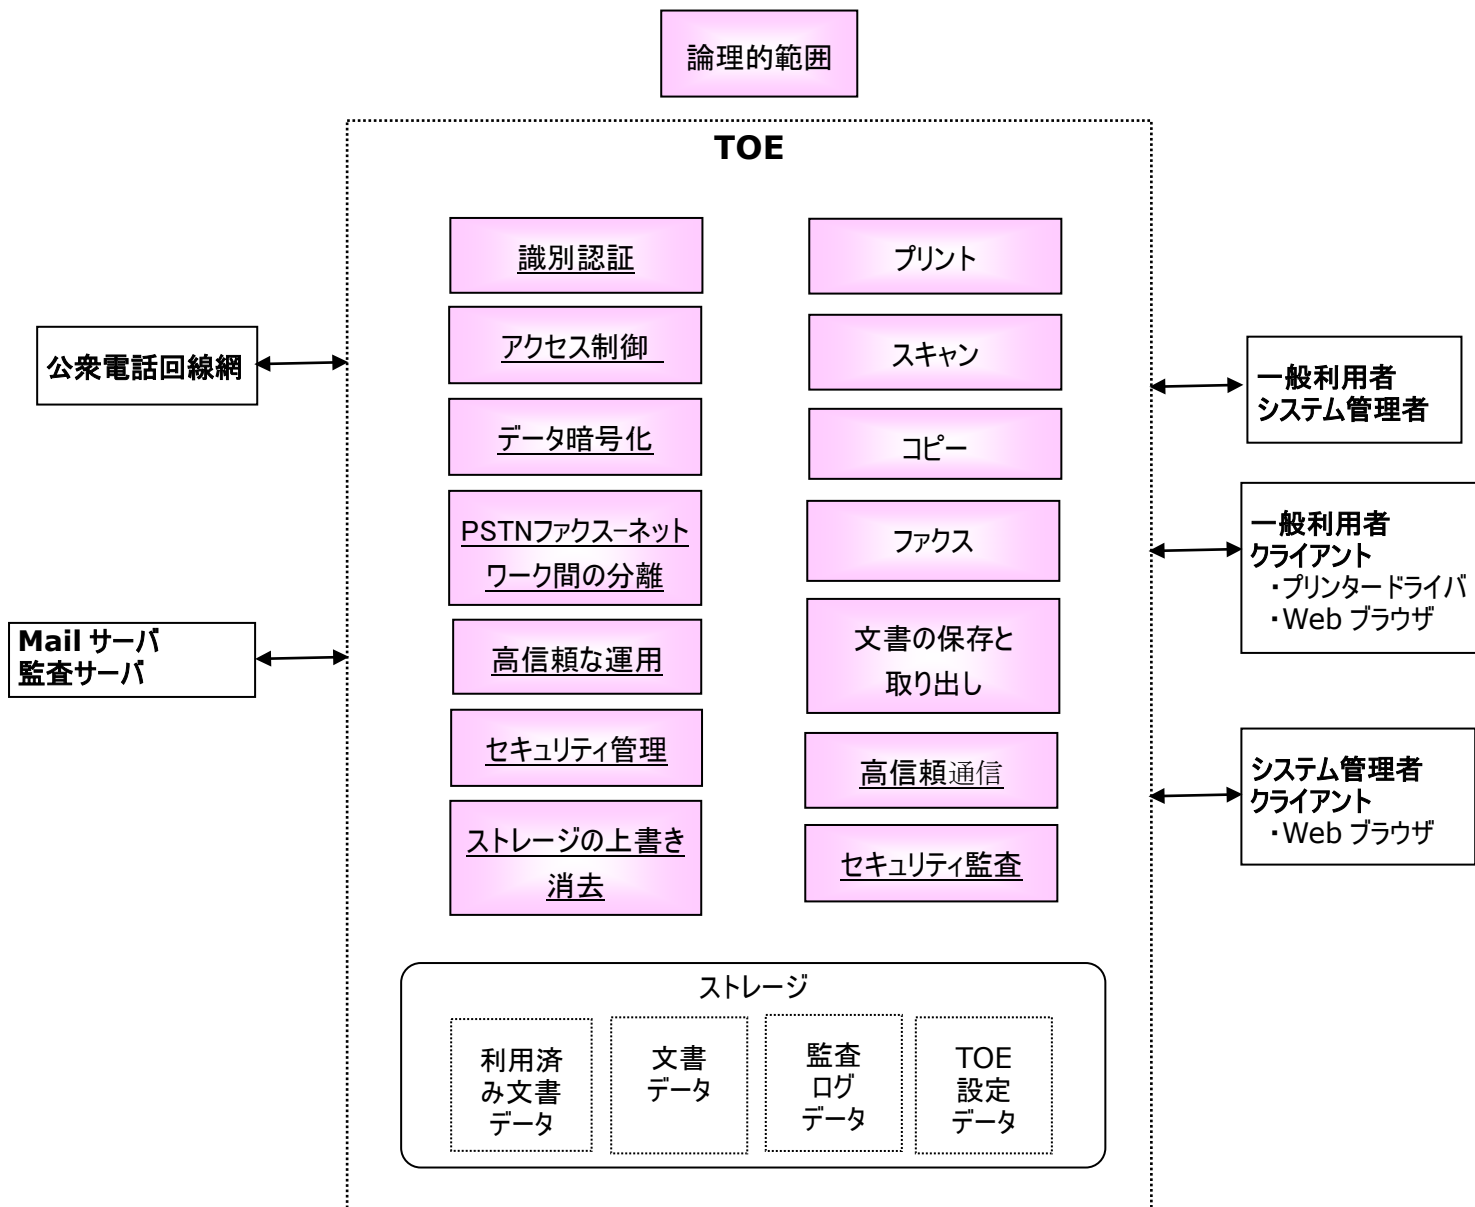 論理的範囲
TOE
識別認証
アクセス制御
データ暗号化
PSTNファクス-ネット
ワーク間の分離
高信頼な運用
セキュリティ管理
ストレージの上書き
消去
プリント
スキャン
コピー
ファクス
文書の保存と
取り出し
高信頼通信
セキュリティ監査
公衆電話回線網
Mail サーバ
監査サーバ
一般利用者
システム管理者
一般利用者
クライアント
・プリンタードライバ
・Web ブラウザ
システム管理者
クライアント
・Web ブラウザ
ストレージ
利用済
み文書
データ
文書
データ
監査
ログ
データ
TOE
設定
データ